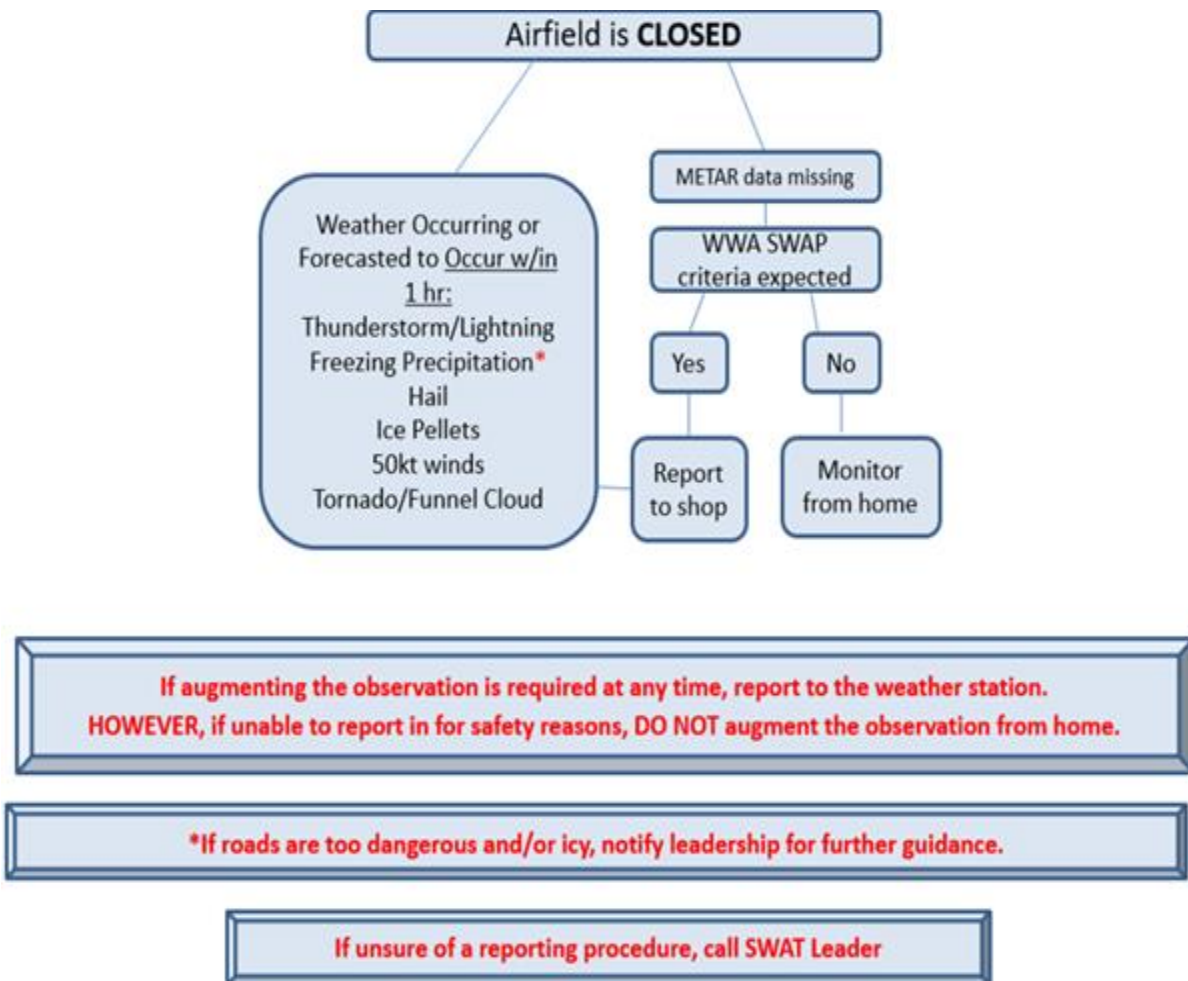 Airfield is CLOSED
Weather Occurring or
Forecasted to Occur w/in
1 hr:
Thunderstorm/Lightning
Freezing Precipitation*
Hail
Ice Pellets
50kt winds
Tornado/Funnel Cloud
METAR data missing
WWA SWAP
criteria expected
Yes
No
Report
to shop
Monitor
from home
If augmenting the observation is required at any time, report to the weather station.
HOWEVER, if unable to report in for safety reasons, DO NOT augment the observation from home.
*If roads are too dangerous and/or icy, notify leadership for further guidance.
If unsure of a reporting procedure, call SWAT Leader